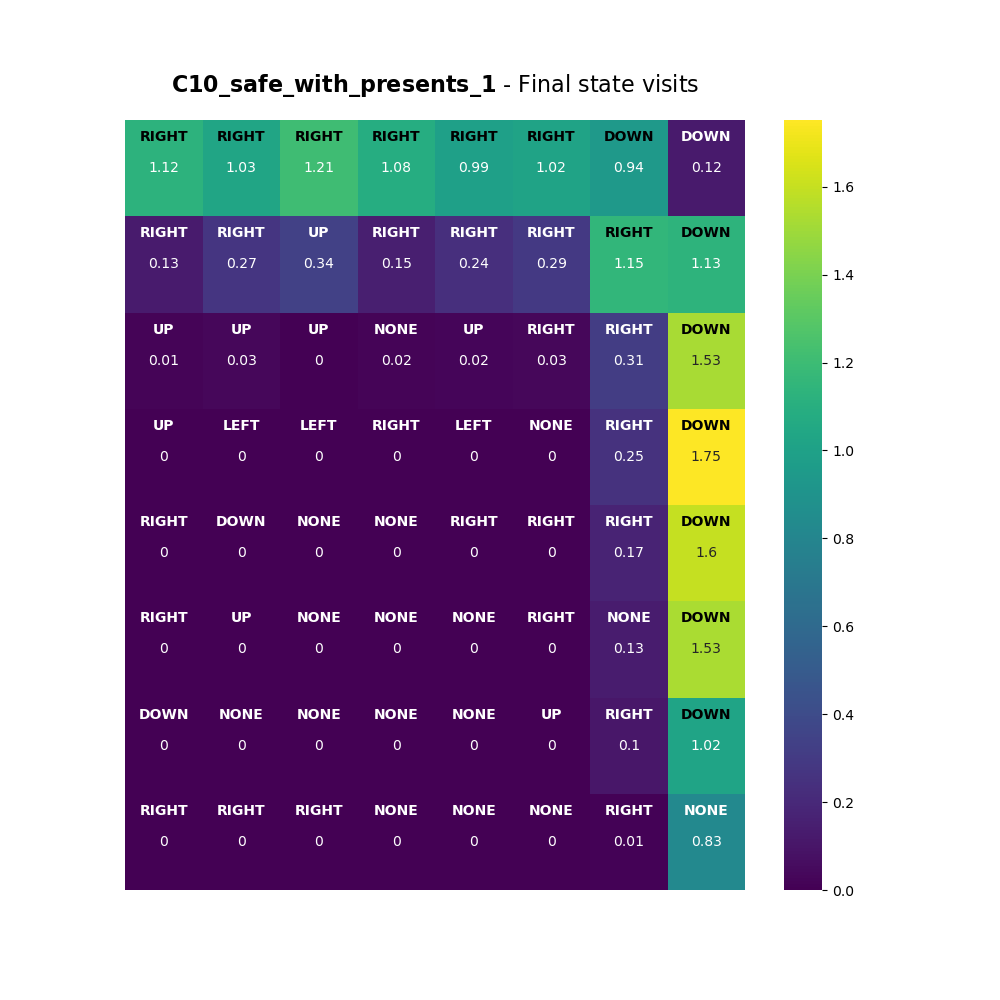 C10_safe_with_presents_1 - Final state visits
RIGHT RIGHT RIGHT RIGHT RIGHT RIGHT DOWN DOWN
1.12 1.03 1.21 1.08 0.99 1.02 0.94 0.12
RIGHT RIGHT UP RIGHT RIGHT RIGHT RIGHT DOWN
0.13 0.27 0.34 0.15 0.24 0.29 1.15 1.13
UP UP UP NONE UP RIGHT RIGHT DOWN
0.01 0.03 0 0.02 0.02 0.03 0.31 1.53
UP LEFT LEFT RIGHT LEFT NONE RIGHT DOWN
0 0 0 0 0 0 0.25 1.75
RIGHT DOWN NONE NONE RIGHT RIGHT RIGHT DOWN
0 0 0 0 0 0 0.17 1.6
RIGHT UP NONE NONE NONE RIGHT NONE DOWN
0 0 0 0 0 0 0.13 1.53
DOWN NONE NONE NONE NONE UP RIGHT DOWN
0 0 0 0 0 0 0.1 1.02
RIGHT RIGHT RIGHT NONE NONE NONE RIGHT NONE
0 0 0 0 0 0 0.01 0.83
1.6
1.4
1.2
1.0
0.8
0.6
0.4
0.2
0.0